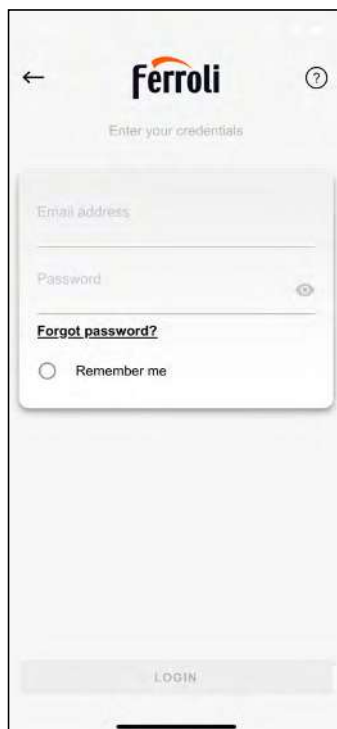 Ferroli
?
Enter your credentials
Email address
Password
Forgot password?
Remember me
LOGIN